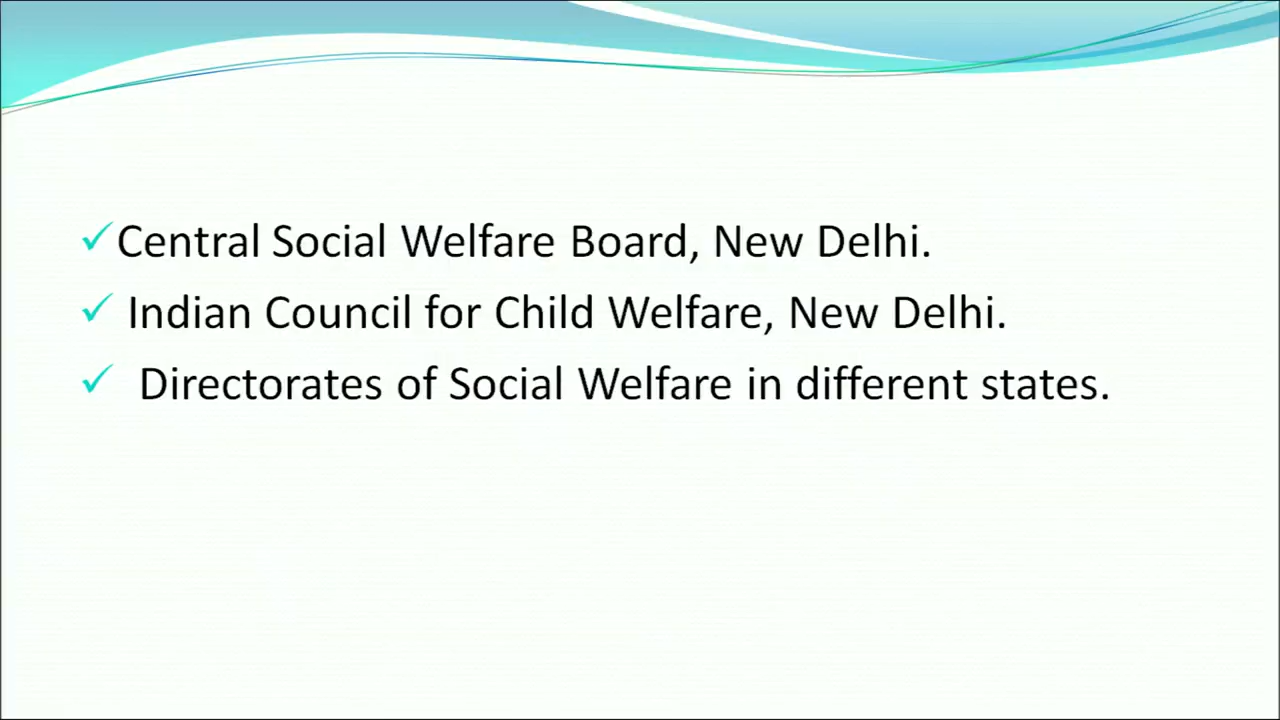 ✓Central Social Welfare Board, New Delhi.
✓ Indian Council for Child Welfare, New Delhi.
✓ Directorates of Social Welfare in different states.